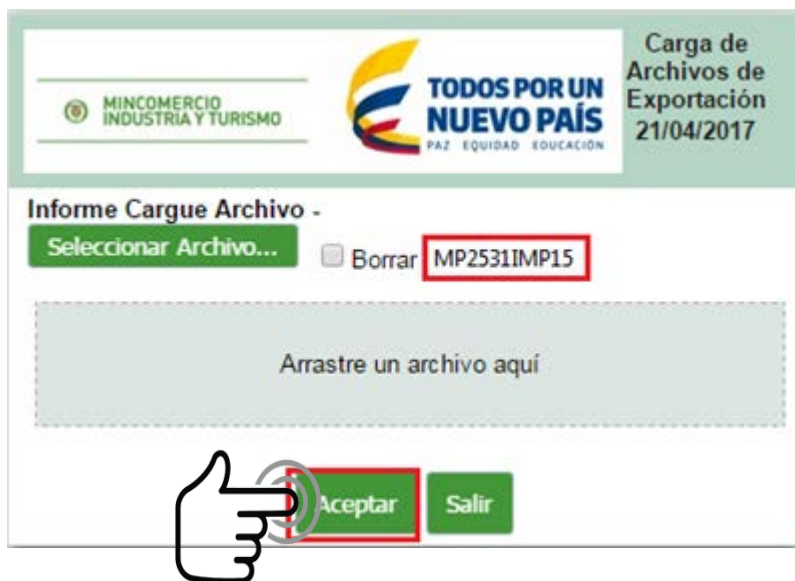 MINCOMERCIO
INDUSTRIA Y TURISMO
TODOS POR UN
NUEVO PAÍS
PAZ EQUIDAD EDUCACIÓN
Carga de
Archivos de
Exportación
21/04/2017
Informe Cargue Archivo -
Seleccionar Archivo... Borrar MP2531IMP15
Arrastre un archivo aquí
Aceptar Salir